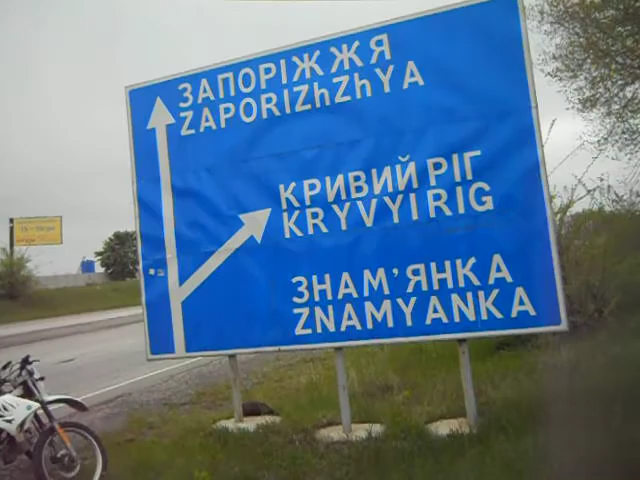 ЗАПОРІЖЖЯ
ZAPORIZhZhYA
КРИВИЙ РІГ
KRYVYI RIG
ЗНАМ'ЯНКА
ZNAMYANKA